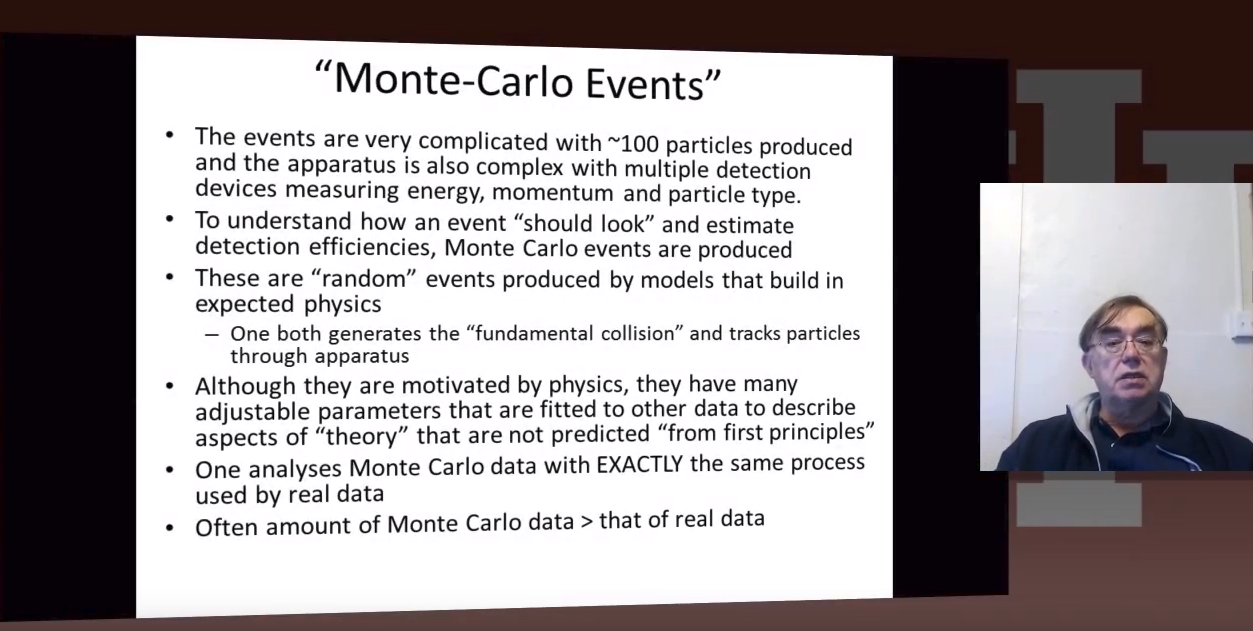 “Monte-Carlo Events”
• The events are very complicated with ~100 particles produced
and the apparatus is also complex with multiple detection
devices measuring energy, momentum and particle type.
• To understand how an event “should look” and estimate
detection efficiencies, Monte Carlo events are produced
• These are “random” events produced by models that build in
expected physics
– One both generates the “fundamental collision” and tracks particles
through apparatus
• Although they are motivated by physics, they have many
adjustable parameters that are fitted to other data to describe
aspects of “theory” that are not predicted “from first principles”
• One analyses Monte Carlo data with EXACTLY the same process
used by real data
• Often amount of Monte Carlo data > that of real data